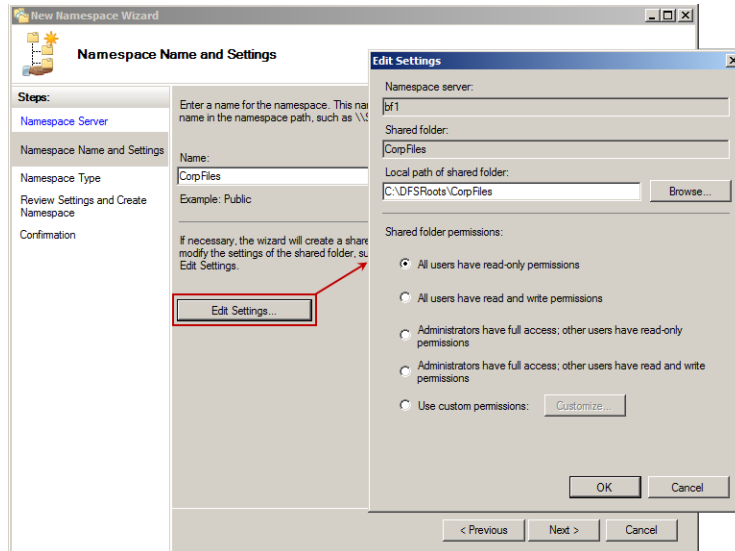 New Namespace Wizard
Namespace Name and Settings
Steps:
Namespace Server
Namespace Name and Settings
Namespace Type
Review Settings and Create
Namespace
Confirmation
Enter a name for the namespace. This
name in the namespace path, such as
Name:
CorpFiles
Example: Public
If necessary, the wizard will create a
modify the settings of the shared folder,
Edit Settings.
Edit Settings...
Edit Settings
Namespace server:
bf1
Shared folder:
CorpFiles
Local path of shared folder:
C:\DFSRoots\CorpFiles
Browse...
Shared folder permissions:
All users have read-only permissions
All users have read and write permissions
Administrators have full access; other users have read-only
permissions
Administrators have full access; other users have read and write
permissions
Use custom permissions:
Customize...
OK
Cancel
< Previous
Next >
Cancel